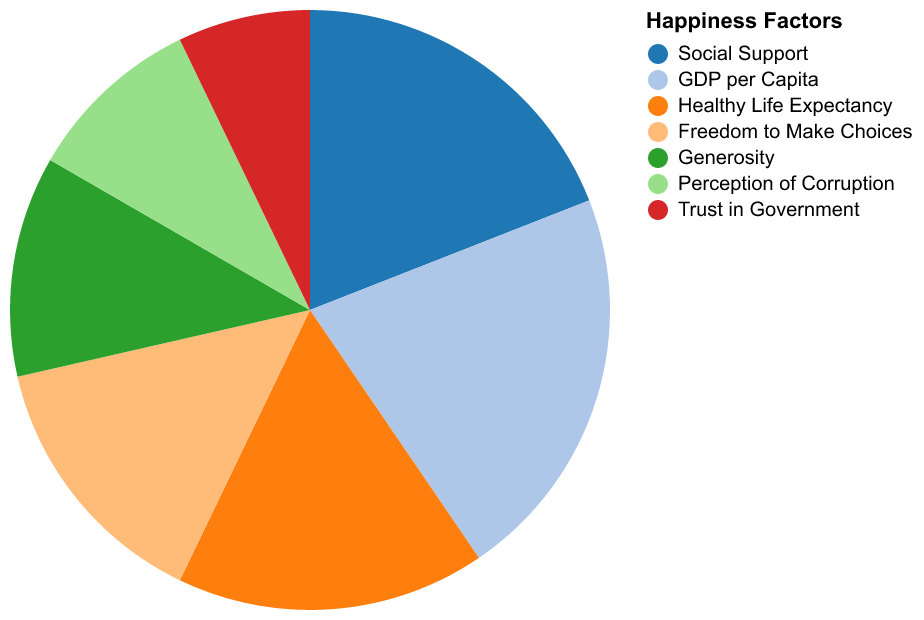 Happiness Factors
Social Support
GDP per Capita
Healthy Life Expectancy
Freedom to Make Choices
Generosity
Perception of Corruption
Trust in Government